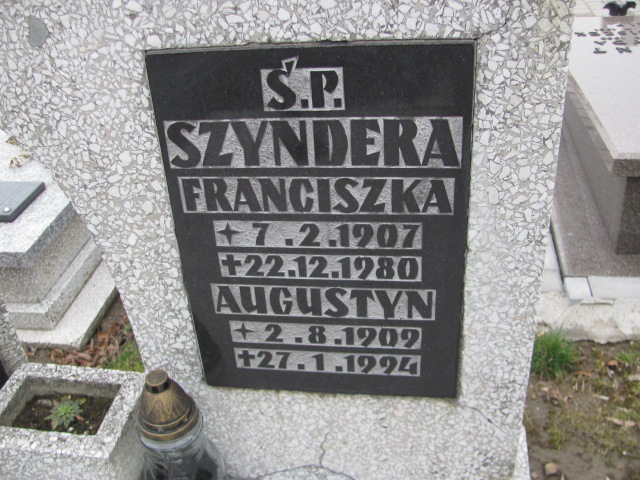 Ś.P.
SZYNDERA
FRANCISZKA
+ 7.2.1907
+22.12.1980
AUGUSTYN
+ 2.8.1909
+27.1.1994